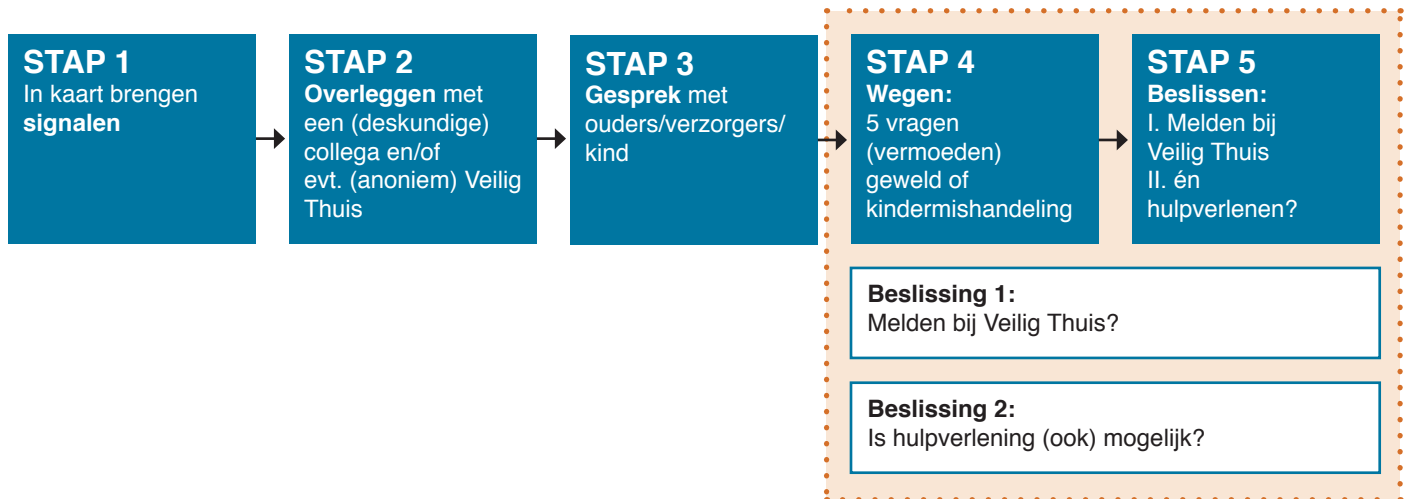 STAP 1
In kaart brengen
signalen
STAP 2
Overleggen met
een (deskundige)
collega en/of
evt. (anoniem) Veilig
Thuis
STAP 3
Gesprek met
ouders/verzorgers/
kind
STAP 4
Wegen:
5 vragen
(vermoeden)
geweld of
kindermishandeling
STAP 5
Beslissen:
I. Melden bij
Veilig Thuis
II. én
hulpverlenen?
Beslissing 1:
Melden bij Veilig Thuis?
Beslissing 2:
Is hulpverlening (ook) mogelijk?